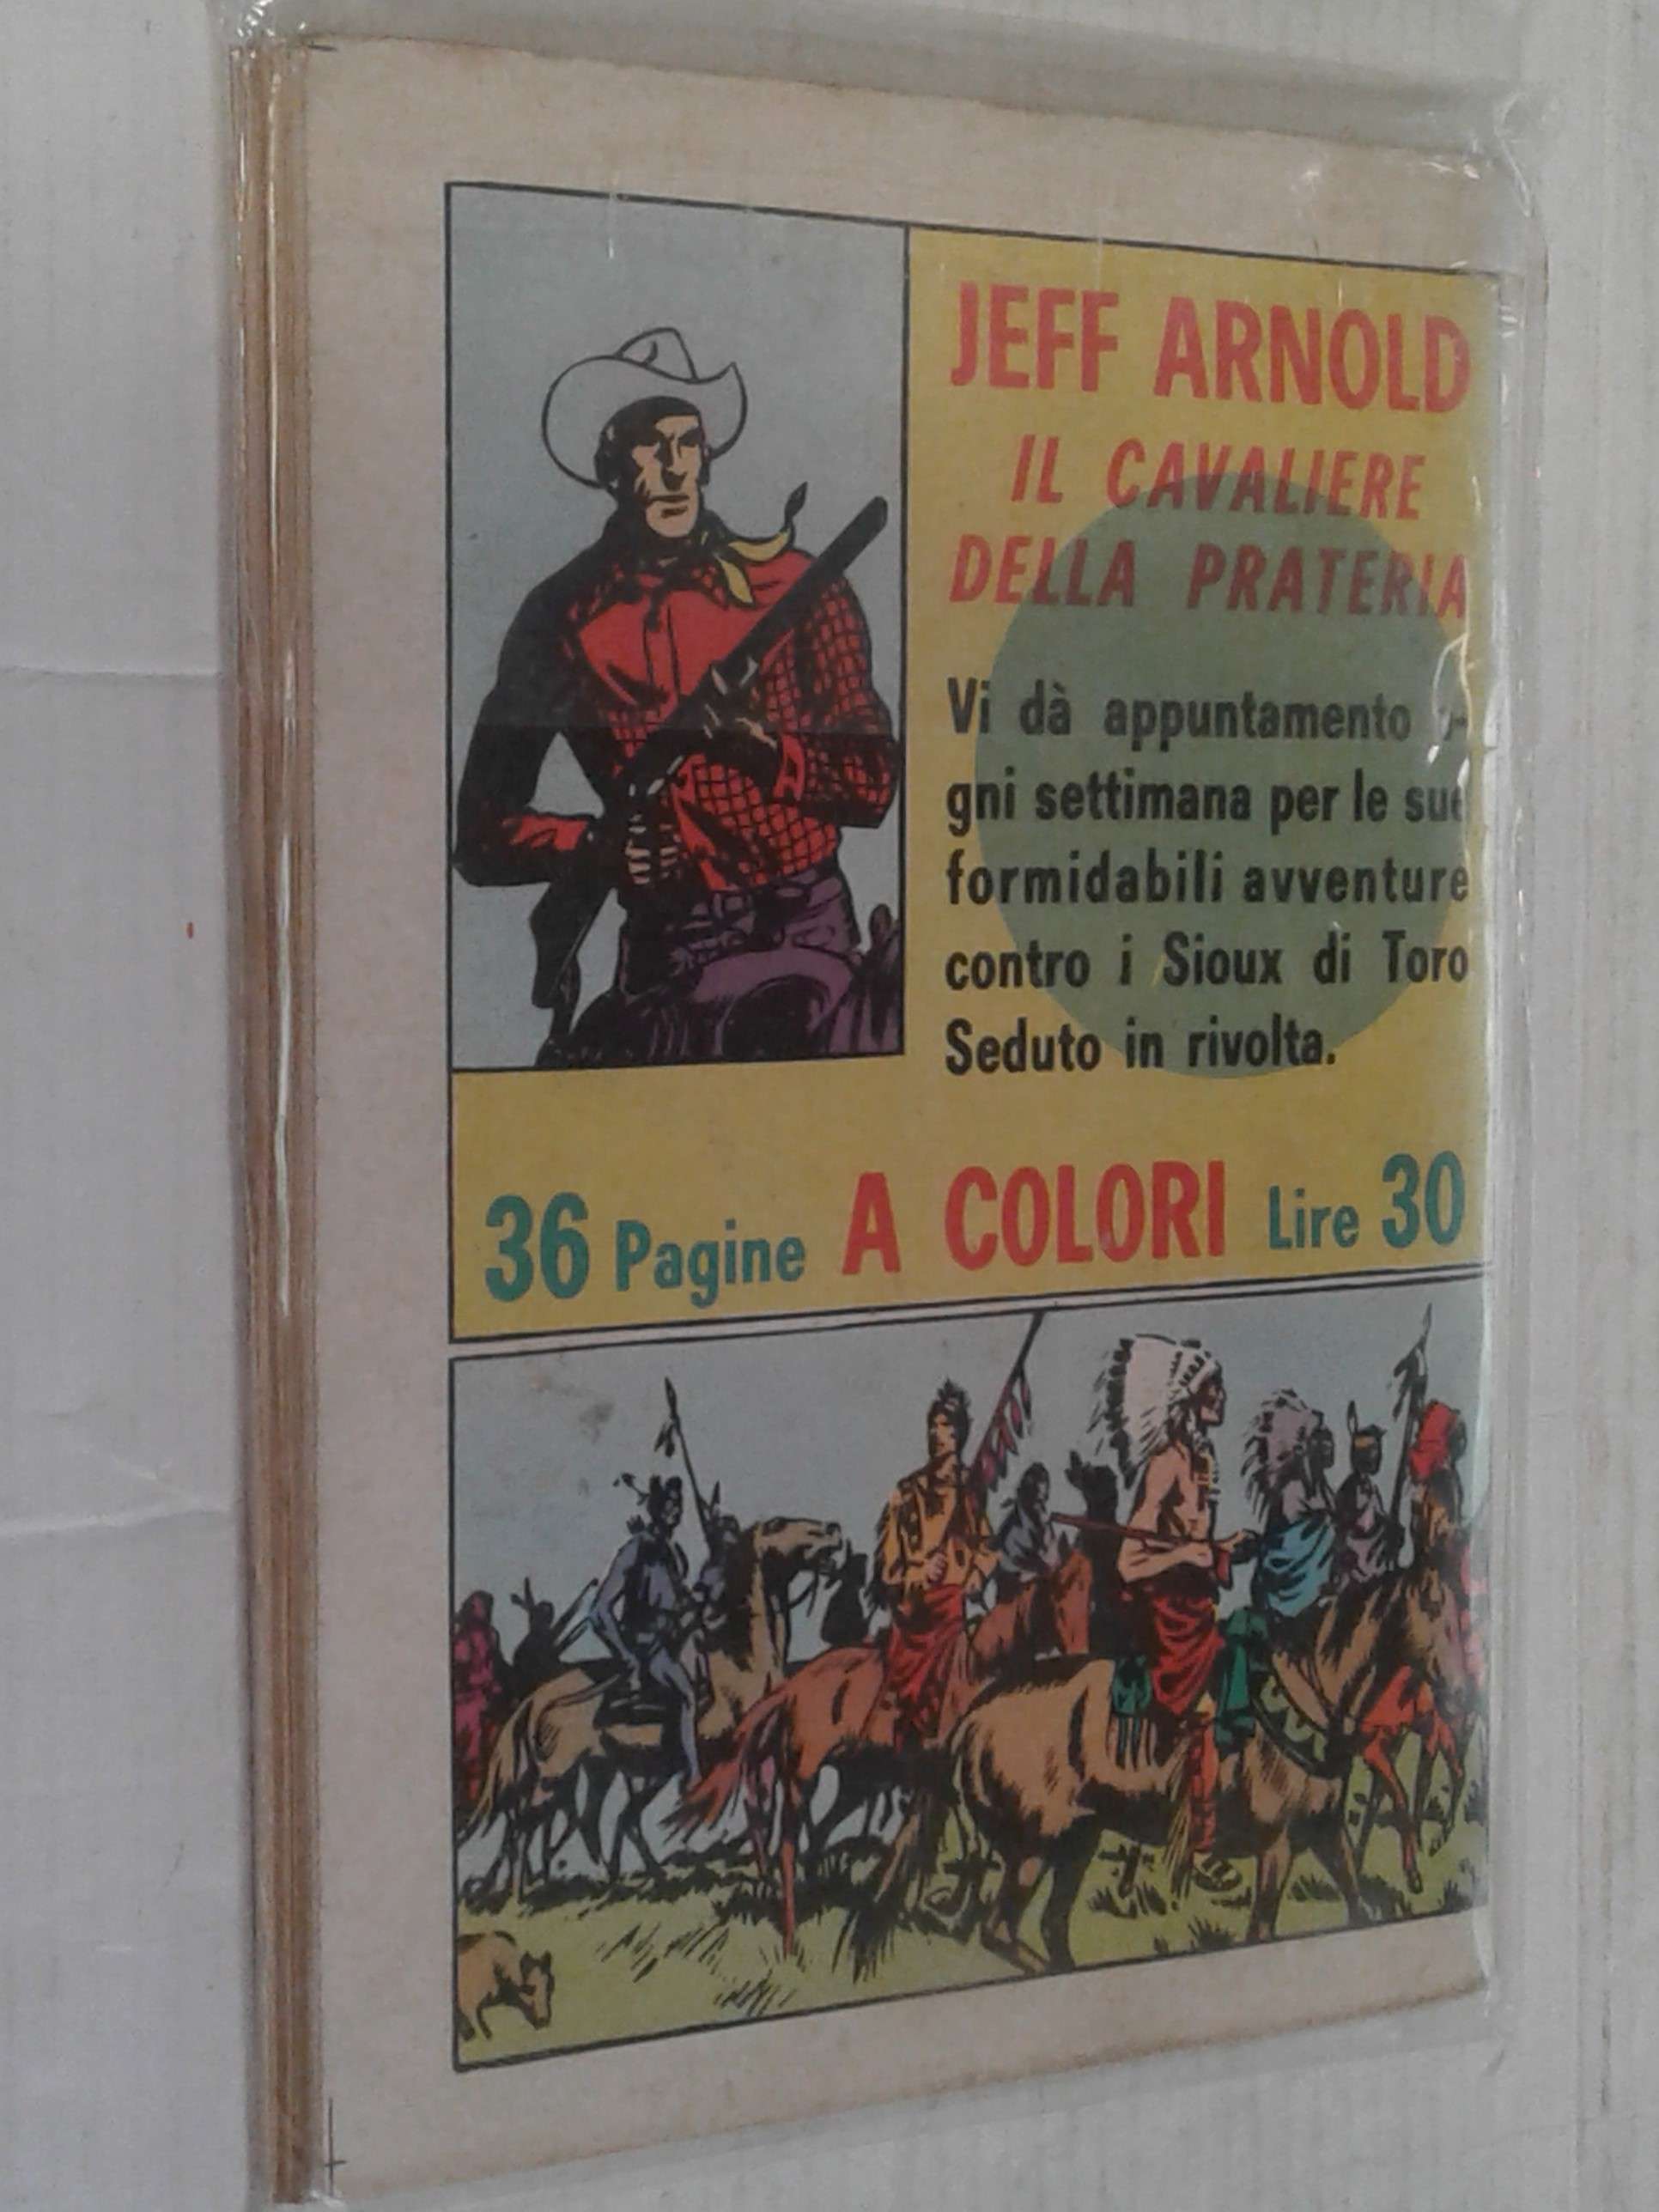 JEFF ARNOLD
IL CAVALIERE
DELLA PRATERIA
Vi dà appuntamento o-
gni settimana per le sue
formidabili avventure
contro i Sioux di Toro
Seduto in rivolta.
36 Pagine A COLORI Lire 30